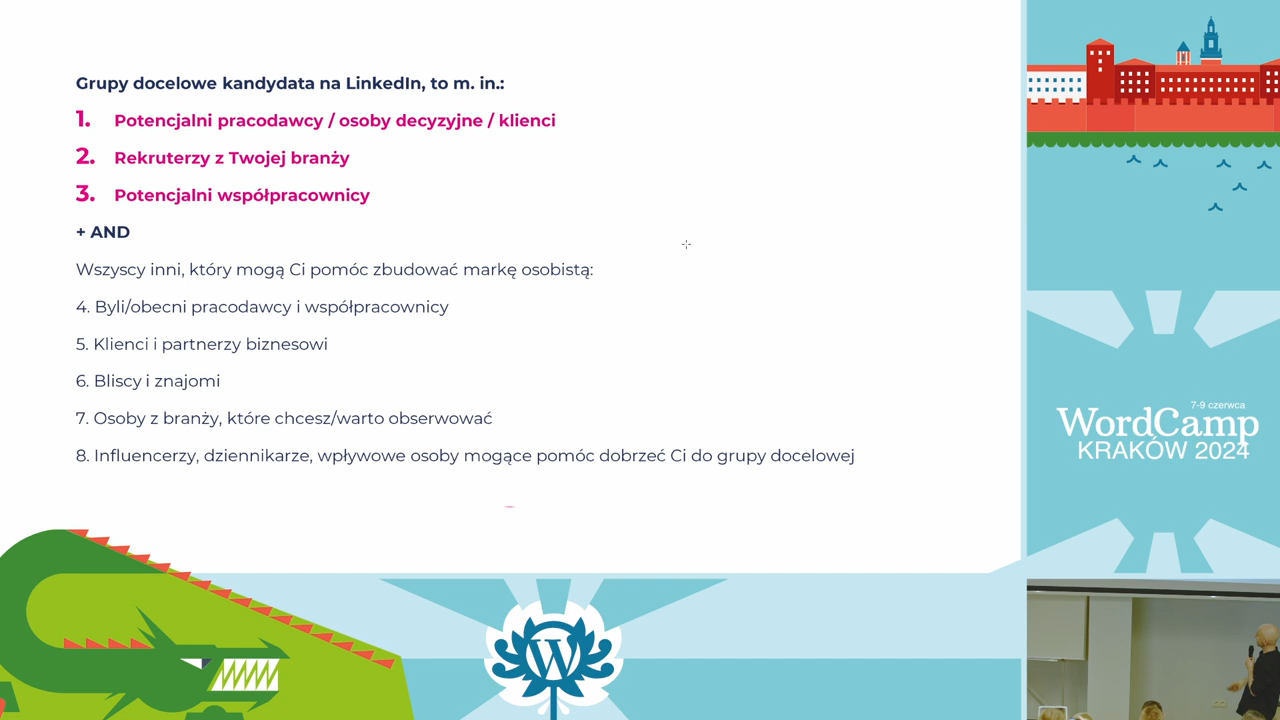 Grupy docelowe kandydata na LinkedIn, to m. in.:
1. Potencjalni pracodawcy / osoby decyzyjne / klienci
2. Rekruterzy z Twojej branży
3. Potencjalni współpracownicy
+ AND
Wszyscy inni, który mogą Ci pomóc zbudować markę osobistą:
4. Byli/obecni pracodawcy i współpracownicy
5. Klienci i partnerzy biznesowi
6. Bliscy i znajomi
7. Osoby z branży, które chcesz/warto obserwować
8. Influencerzy, dziennikarze, wpływowe osoby mogące pomóc dobrzeć Ci do grupy docelowej
7-9 czerwca
WordCamp
KRAKÓW 2024
W